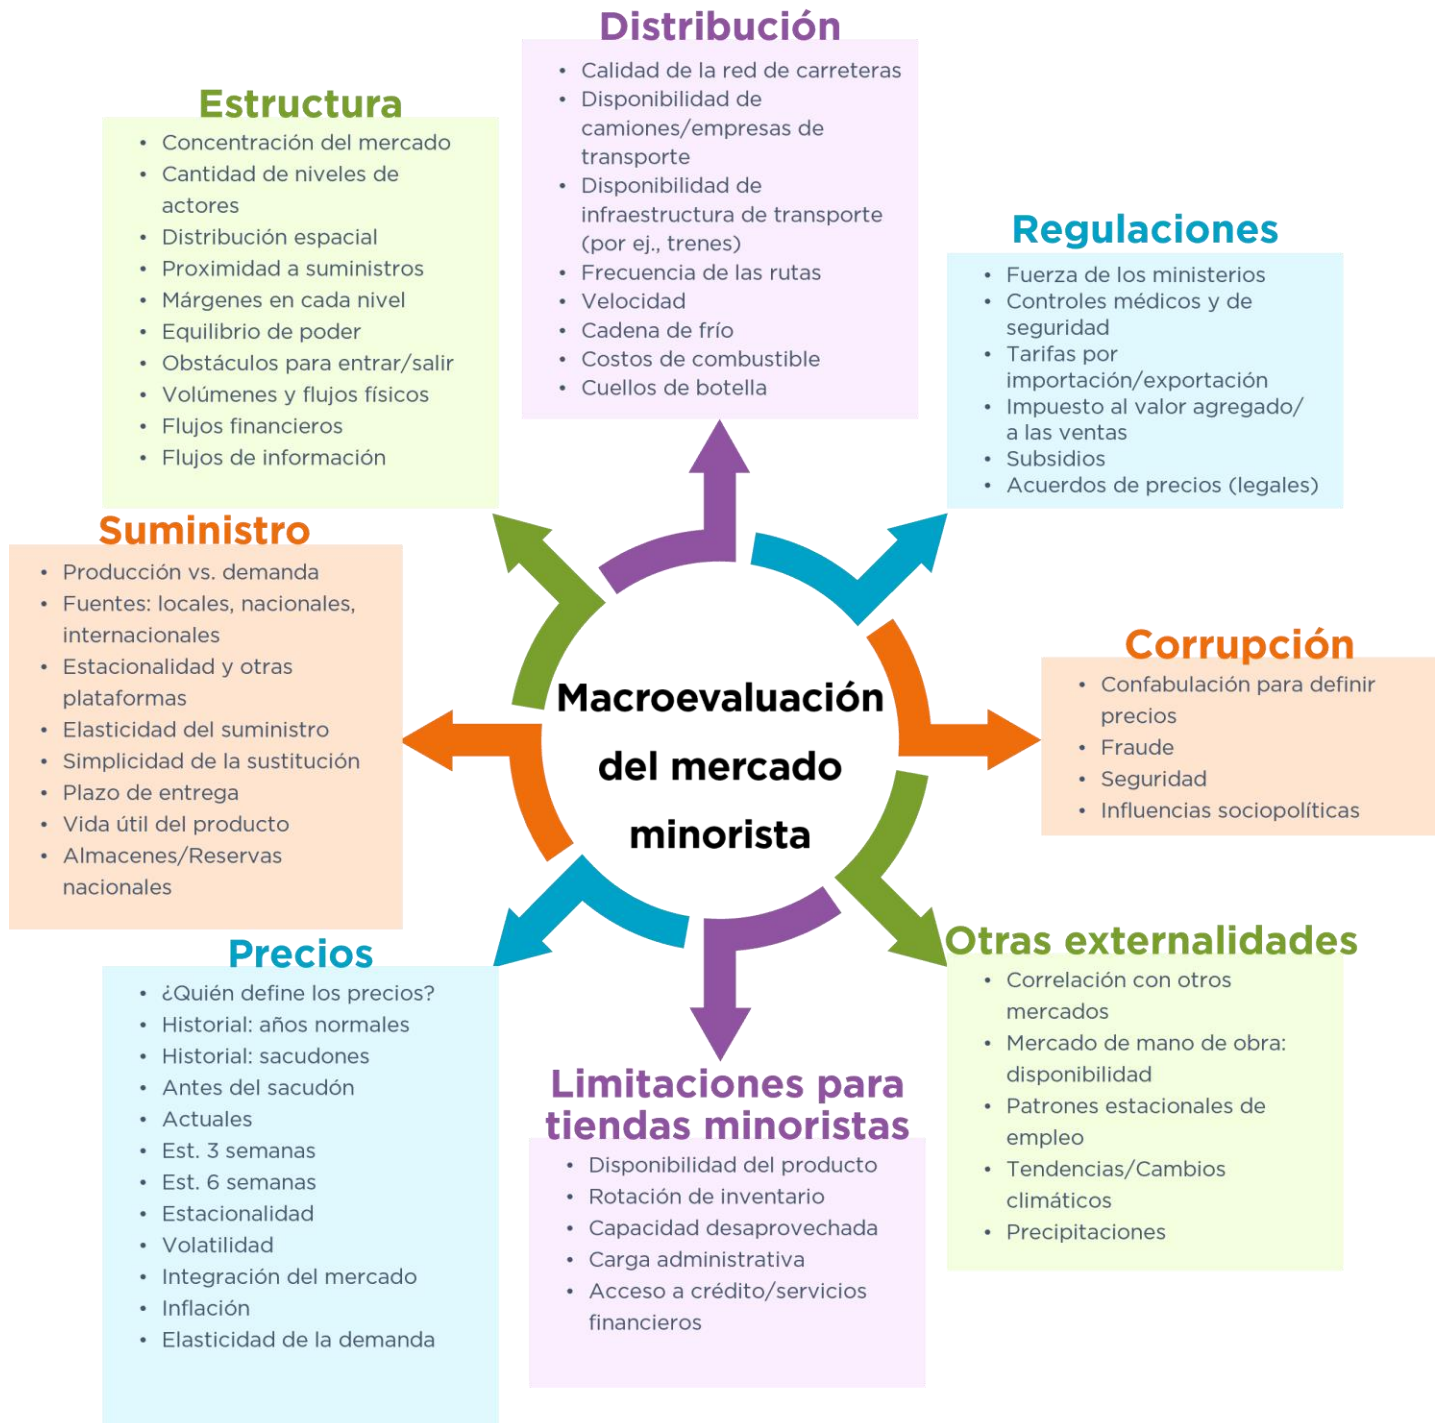 Distribución
• Calidad de la red de carreteras
• Disponibilidad de
camiones/empresas de
transporte
• Disponibilidad de
infraestructura de transporte
(por ej., trenes)
• Frecuencia de las rutas
• Velocidad
• Cadena de frío
• Costos de combustible
• Cuellos de botella
Estructura
• Concentración del mercado
• Cantidad de niveles de
actores
• Distribución espacial
• Proximidad a suministros
• Márgenes en cada nivel
• Equilibrio de poder
• Obstáculos para entrar/salir
• Volúmenes y flujos físicos
• Flujos financieros
• Flujos de información
Regulaciones
• Fuerza de los ministerios
• Controles médicos y de
seguridad
• Tarifas por
importación/exportación
• Impuesto al valor agregado/
a las ventas
• Subsidios
• Acuerdos de precios (legales)
Suministro
• Producción vs. demanda
• Fuentes: locales, nacionales,
internacionales
• Estacionalidad y otras
plataformas
• Elasticidad del suministro
• Simplicidad de la sustitución
• Plazo de entrega
• Vida útil del producto
• Almacenes/Reservas
nacionales
Macroevaluación
del mercado
minorista
Corrupción
• Confabulación para definir
precios
• Fraude
• Seguridad
• Influencias sociopolíticas
Precios
• ¿Quién define los precios?
• Historial: años normales
• Historial: sacudones
• Antes del sacudón
• Actuales
• Est. 3 semanas
• Est. 6 semanas
• Estacionalidad
• Volatilidad
• Integración del mercado
• Inflación
• Elasticidad de la demanda
Limitaciones para
tiendas minoristas
• Disponibilidad del producto
• Rotación de inventario
• Capacidad desaprovechada
• Carga administrativa
• Acceso a crédito/servicios
financieros
Otras externalidades
• Correlación con otros
mercados
• Mercado de mano de obra:
disponibilidad
• Patrones estacionales de
empleo
• Tendencias/Cambios
climáticos
• Precipitaciones